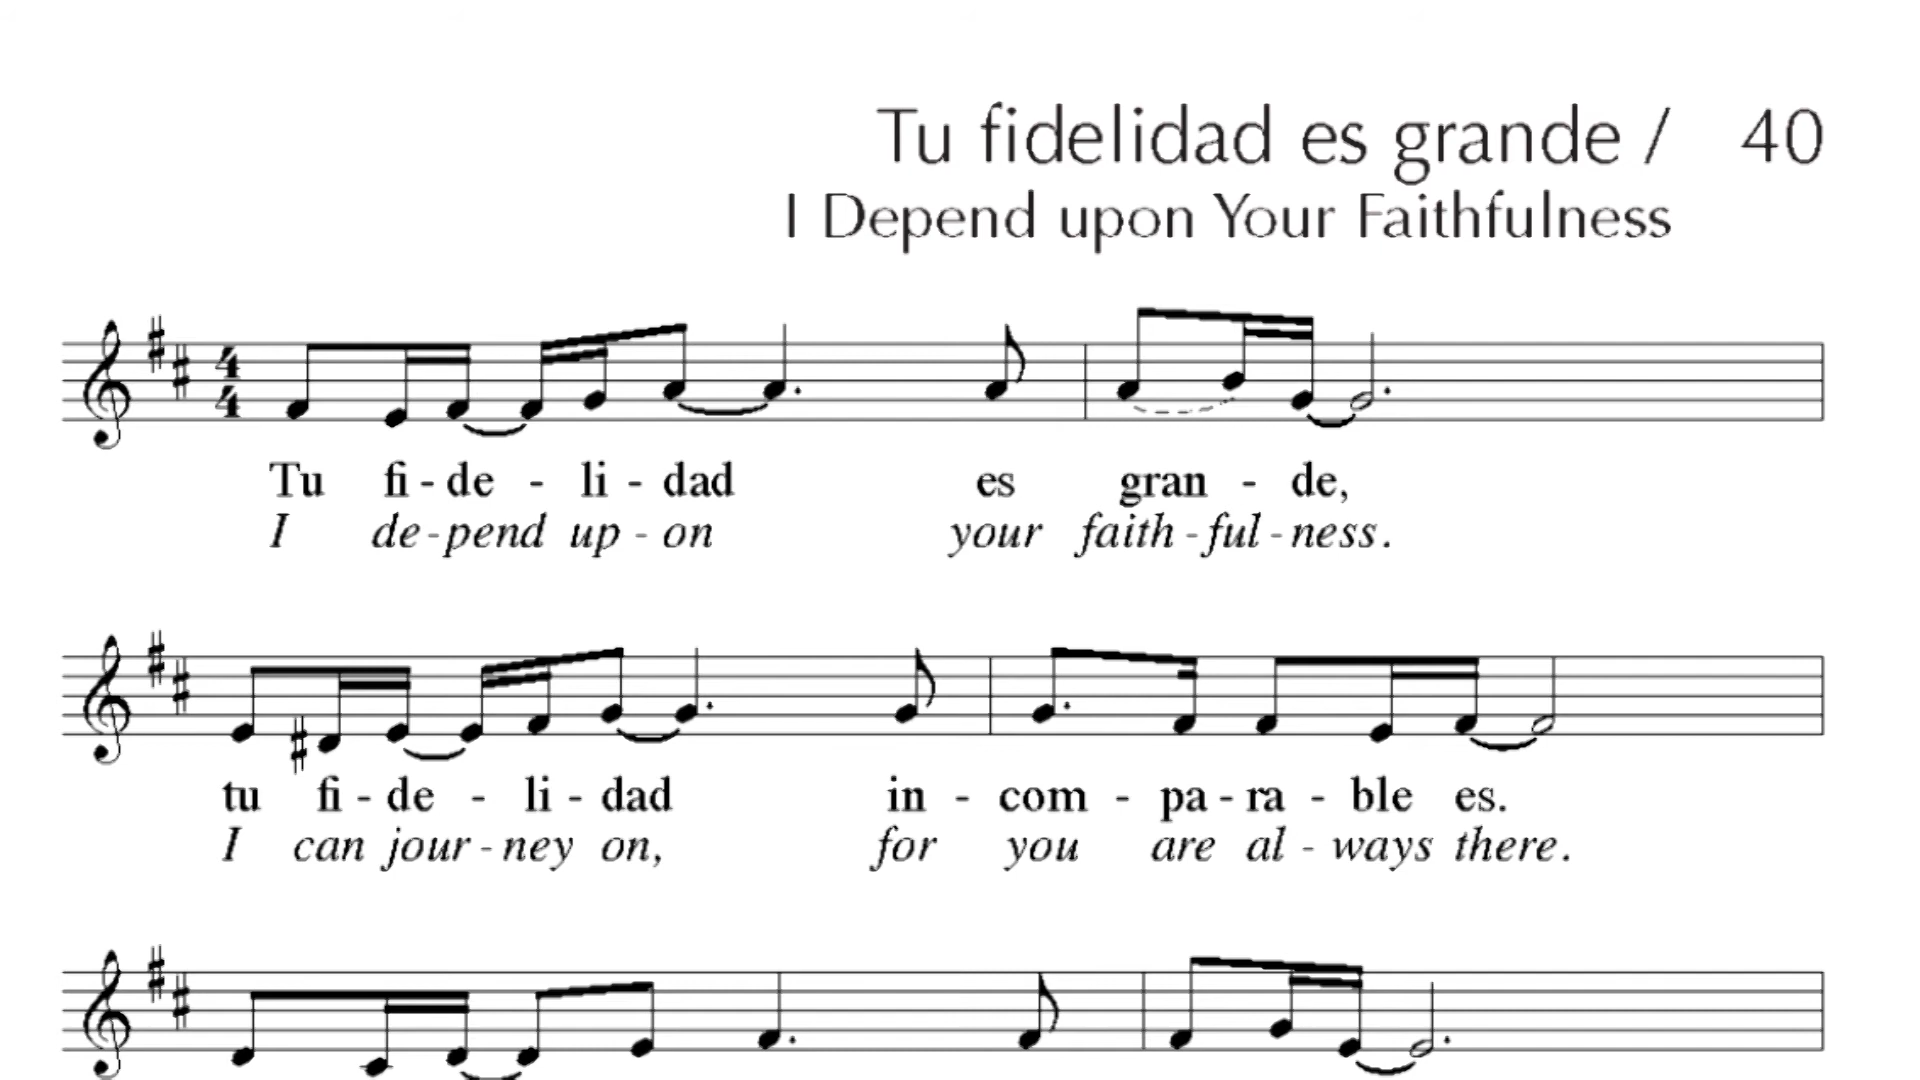 Tu fidelidad es grande / 40
I Depend upon Your Faithfulness
4
4
Tu fi - de - li - dad es gran - de,
I de - pend up - on your faith - ful - ness.
tu fi - de - li - dad in - com - pa - ra - ble es.
I can jour - ney on, for you are al - ways there.